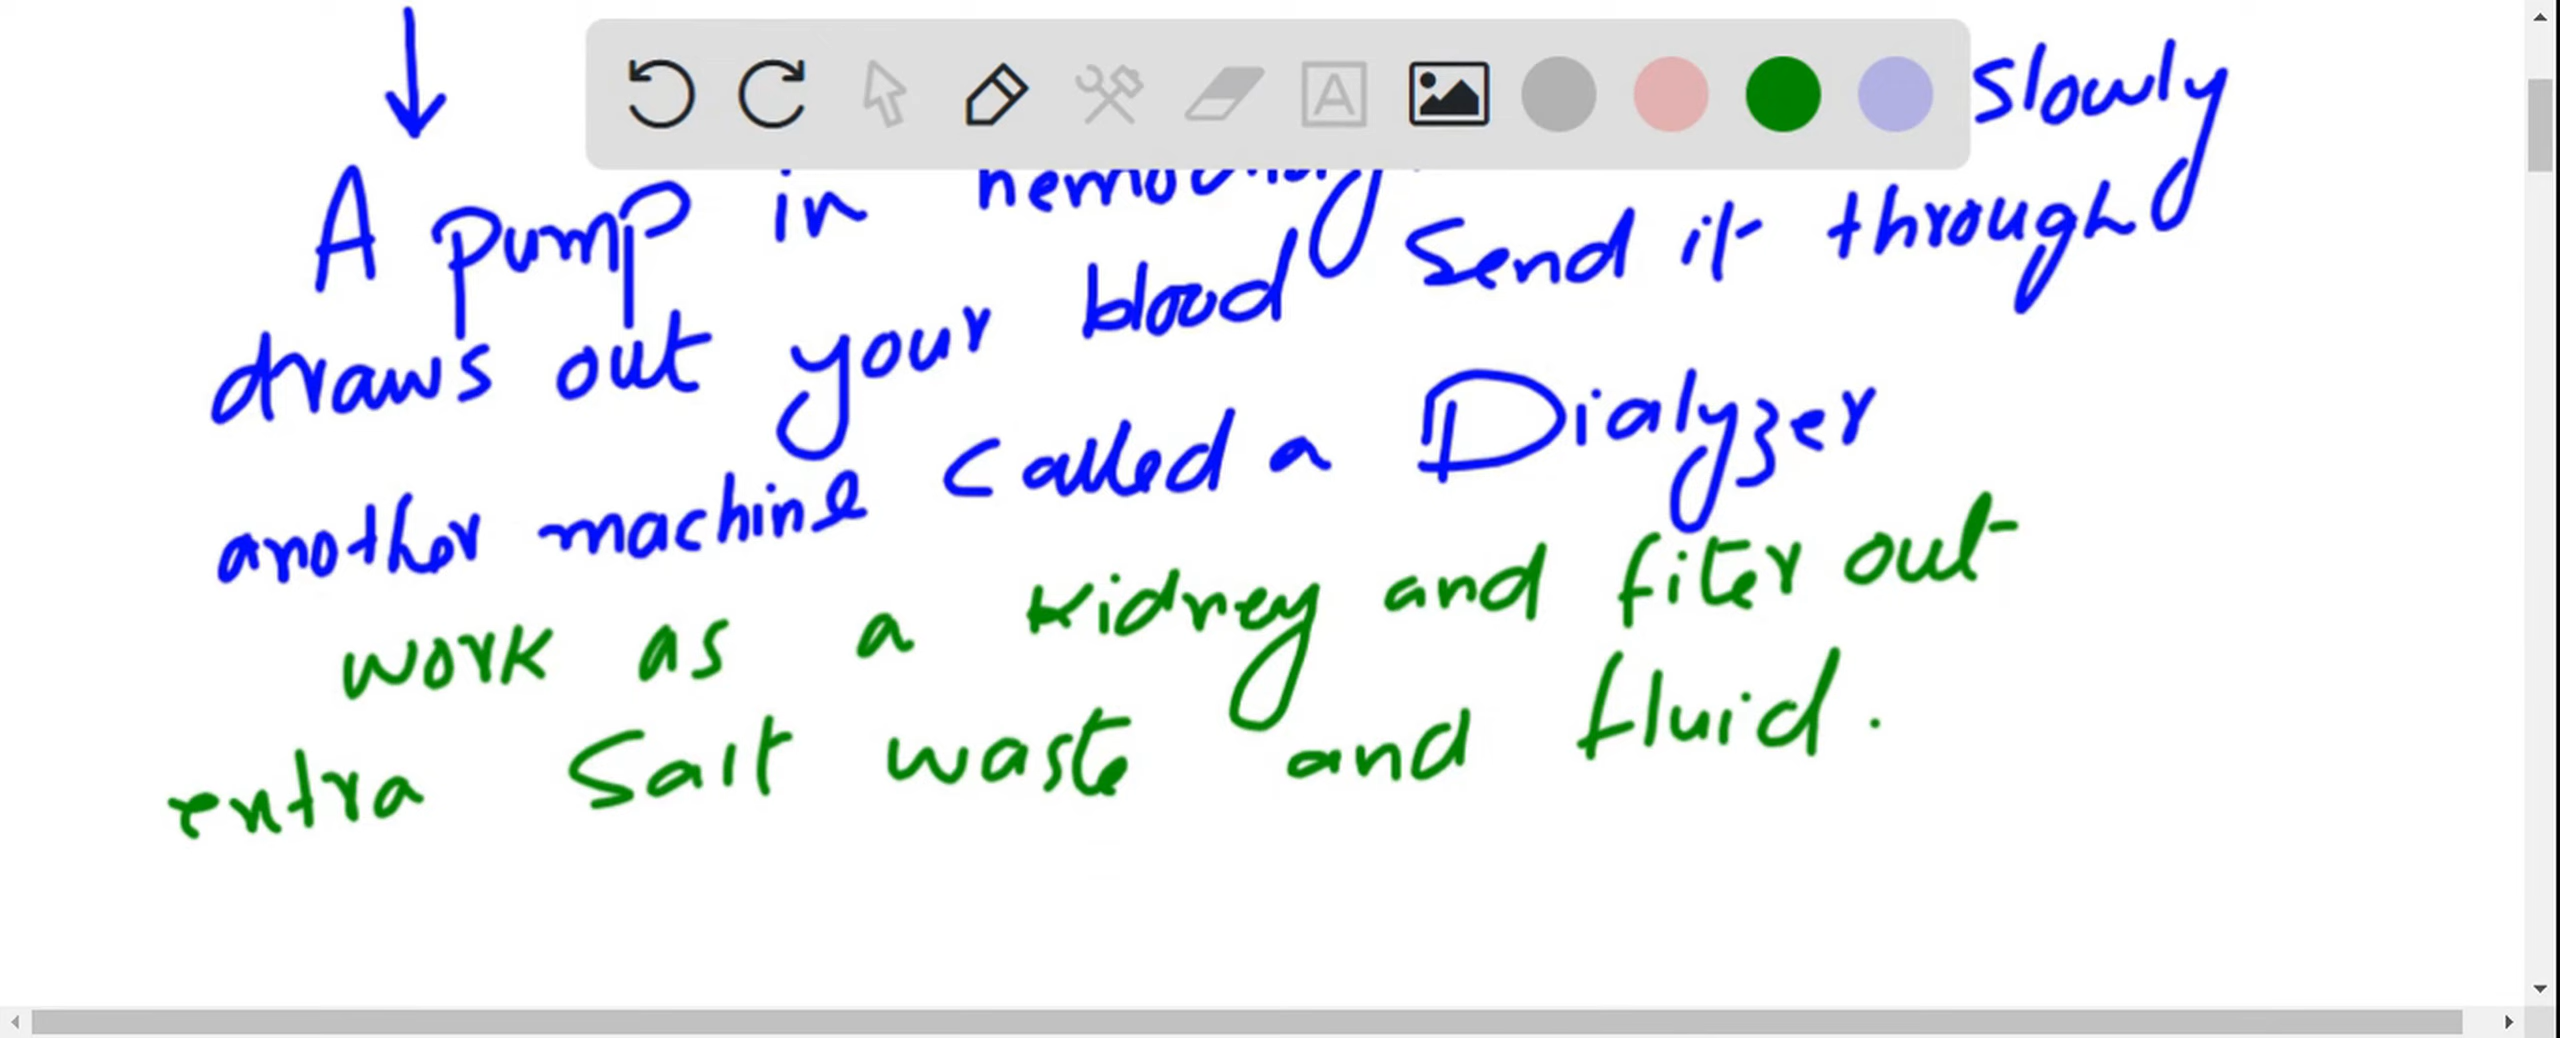 A pump in slowly
draws out your blood Send it through
another machine called a Dialyzer
work as a kidney and fiter out
extra Salt waste and fluid.